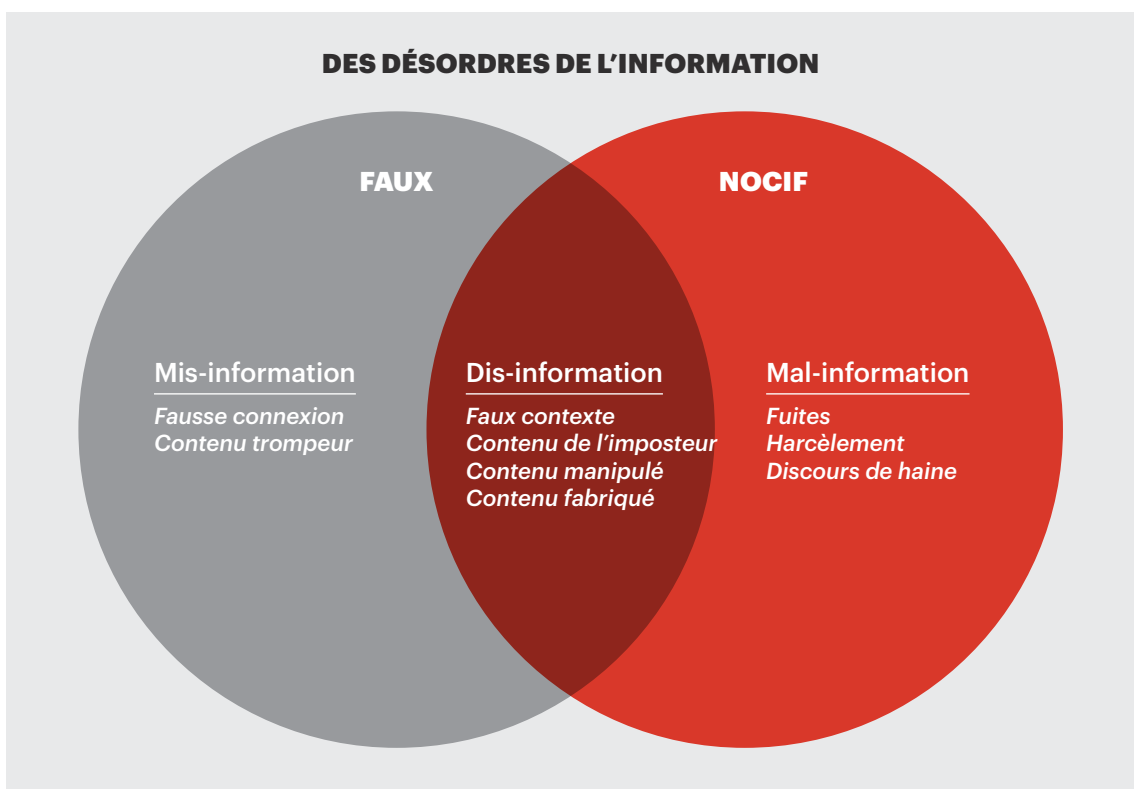 DES DÉSORDRES DE L’INFORMATION
FAUX
NOCIF
Mis-information
Fausse connexion
Contenu trompeur
Dis-information
Faux contexte
Contenu de l’imposteur
Contenu manipulé
Contenu fabriqué
Mal-information
Fuites
Harcèlement
Discours de haine